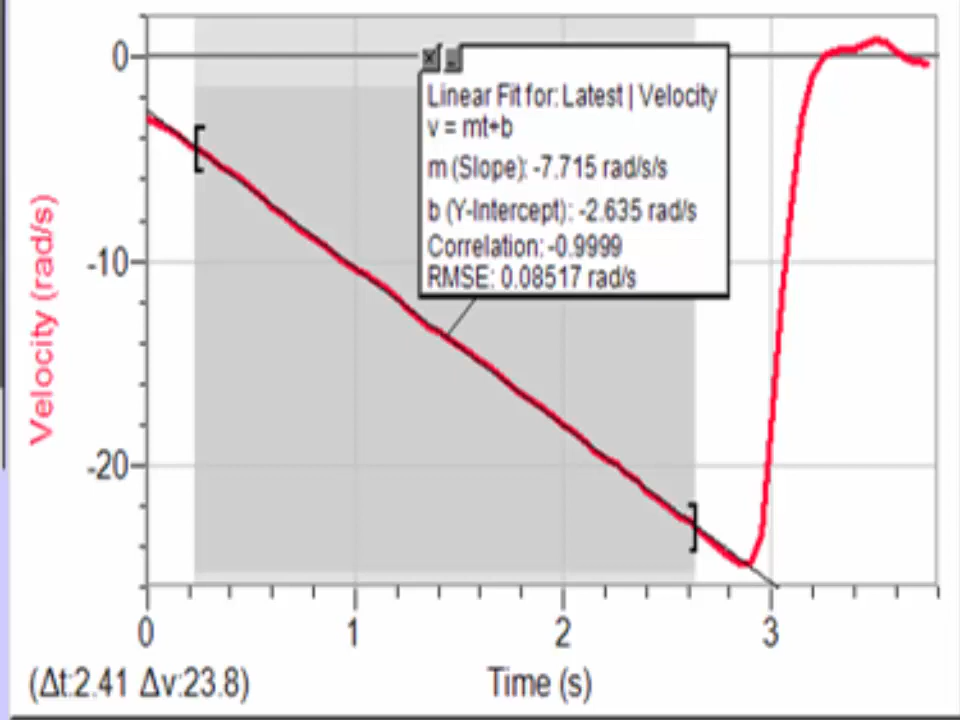 0
Linear Fit for: Latest | Velocity
v = mt+b
m (Slope): -7.715 rad/s/s
b (Y-Intercept): -2.635 rad/s
Correlation: -0.9999
RMSE: 0.08517 rad/s
-10
-20
Velocity (rad/s)
0 1 2 3
(Δt:2.41 Δv:23.8) Time (s)